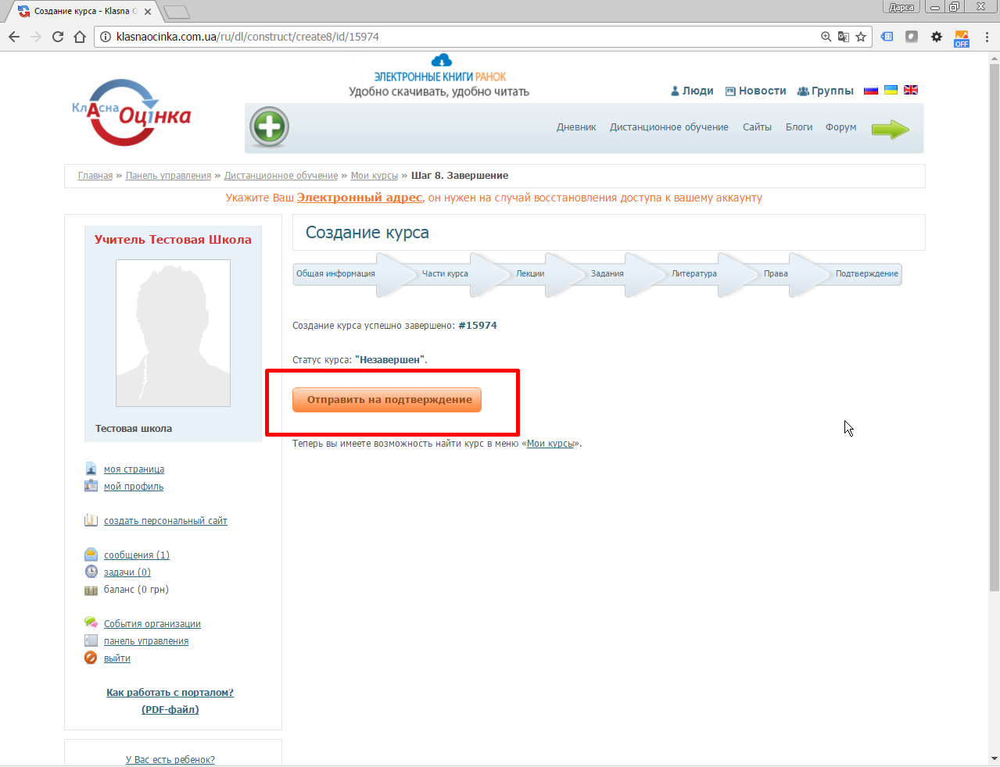 Создание курса - Klasna О
Дарса
klasnaocinka.com.ua/ru/dl/construct/create8/id/15974
OFF
КлАсна Оцінка
ЭЛЕКТРОННЫЕ КНИГИ РАНОК
Удобно скачивать, удобно читать
Люди Новости Группы
Дневник Дистанционное обучение Сайты Блоги Форум
Главная » Панель управления » Дистанционное обучение » Мои курсы » Шаг 8. Завершение
Укажите Ваш Электронный адрес, он нужен на случай восстановления доступа к вашему аккаунту
Учитель Тестовая Школа
Тестовая школа
моя страница
мой профиль
создать персональный сайт
сообщения (1)
задачи (0)
баланс (0 грн)
События организации
панель управления
выйти
Как работать с порталом?
(PDF-файл)
У Вас есть ребенок?
Создание курса
Общая информация Части курса Лекции Задания Литература Права Подтверждение
Создание курса успешно завершено: #15974
Статус курса: "Незавершен".
Отправить на подтверждение
Теперь вы имеете возможность найти курс в меню «Мои курсы».